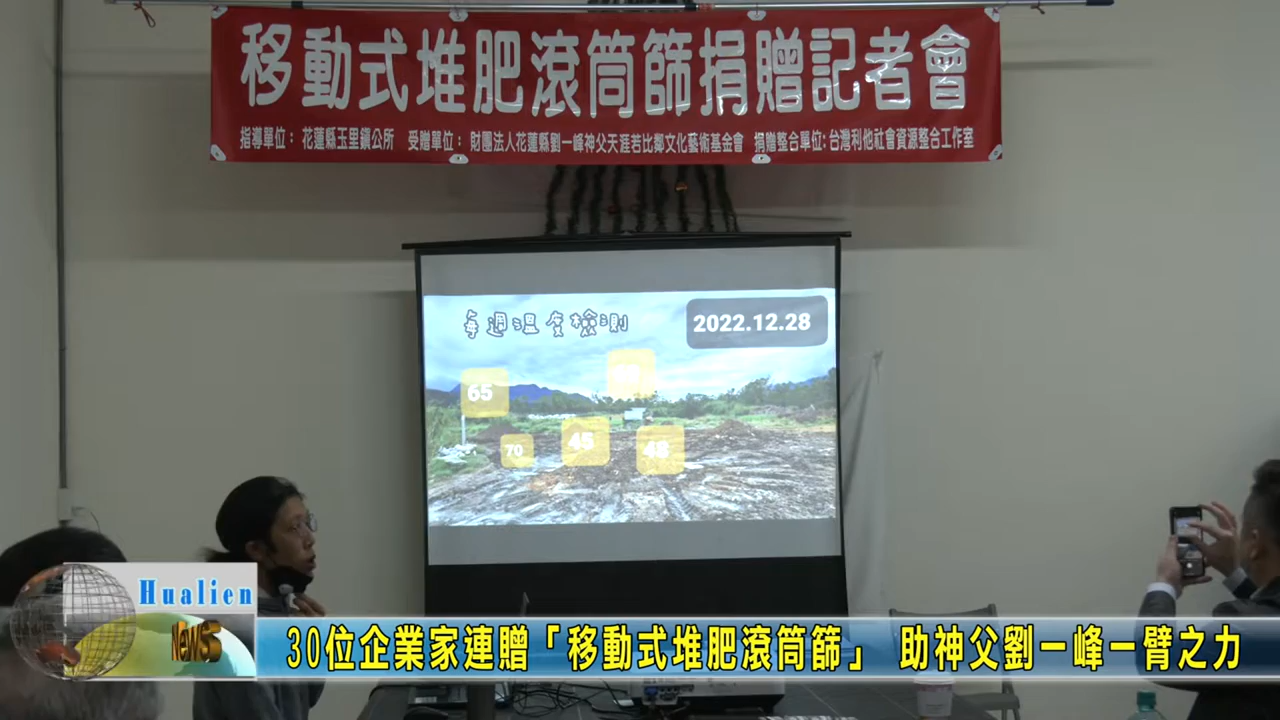 移動式堆肥滾筒篩捐贈記者會
指導單位：花蓮縣玉里鎮公所 受贈單位：財團法人花蓮縣劉一峰神父天涯若比鄰文化藝術基金會 捐贈整合單位:台灣利他社會資源整合工作室
每週溫度檢測
2022.12.28
65
70
45
48
Hualien
NEWS
30位企業家連贈「移動式堆肥滾筒篩」 助神父劉一峰一臂之力